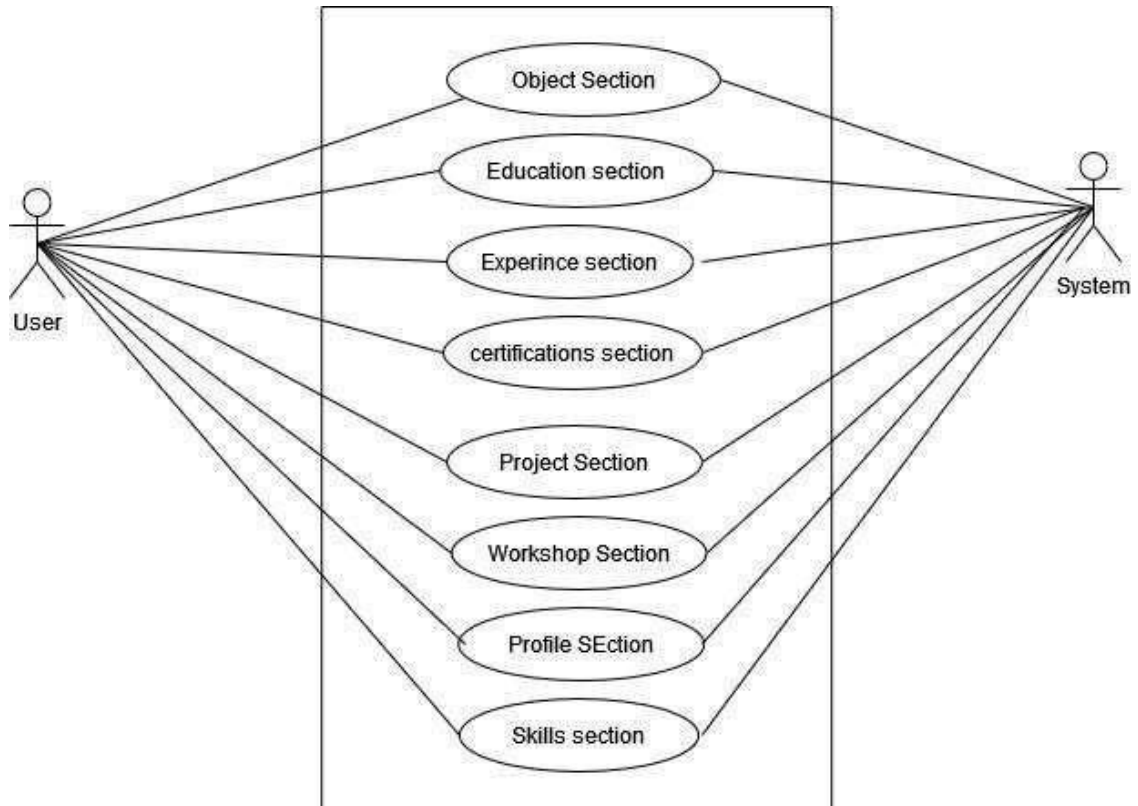 Object Section
Education section
Experince section
User
System
certifications section
Project Section
Workshop Section
Profile SEction
Skills section